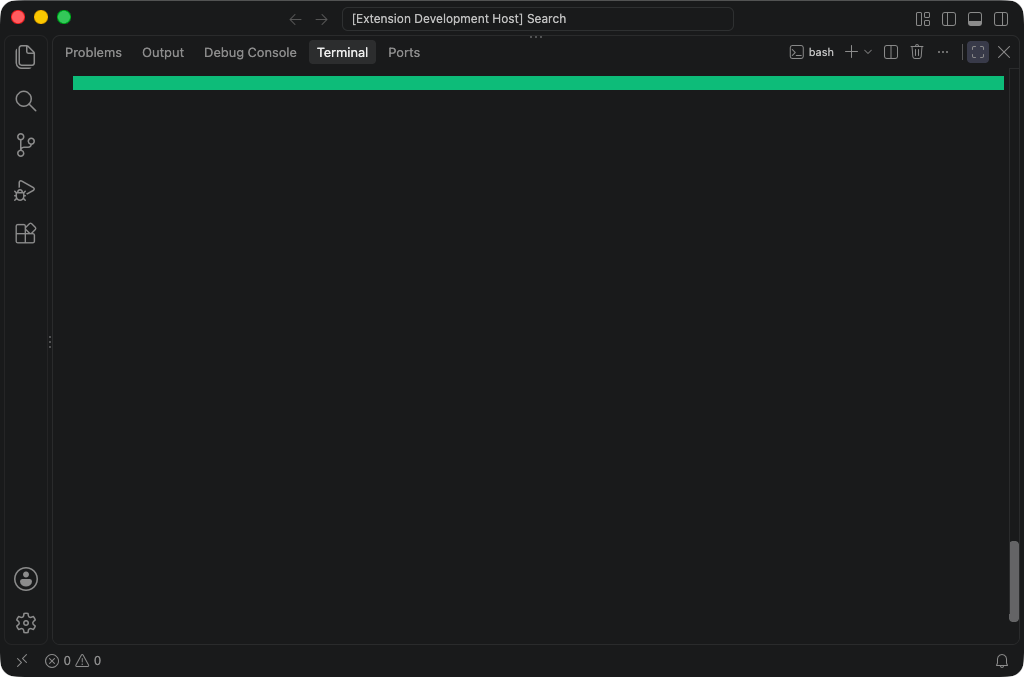 [Extension Development Host] Search
Problems Output Debug Console Terminal Ports bash
0 0